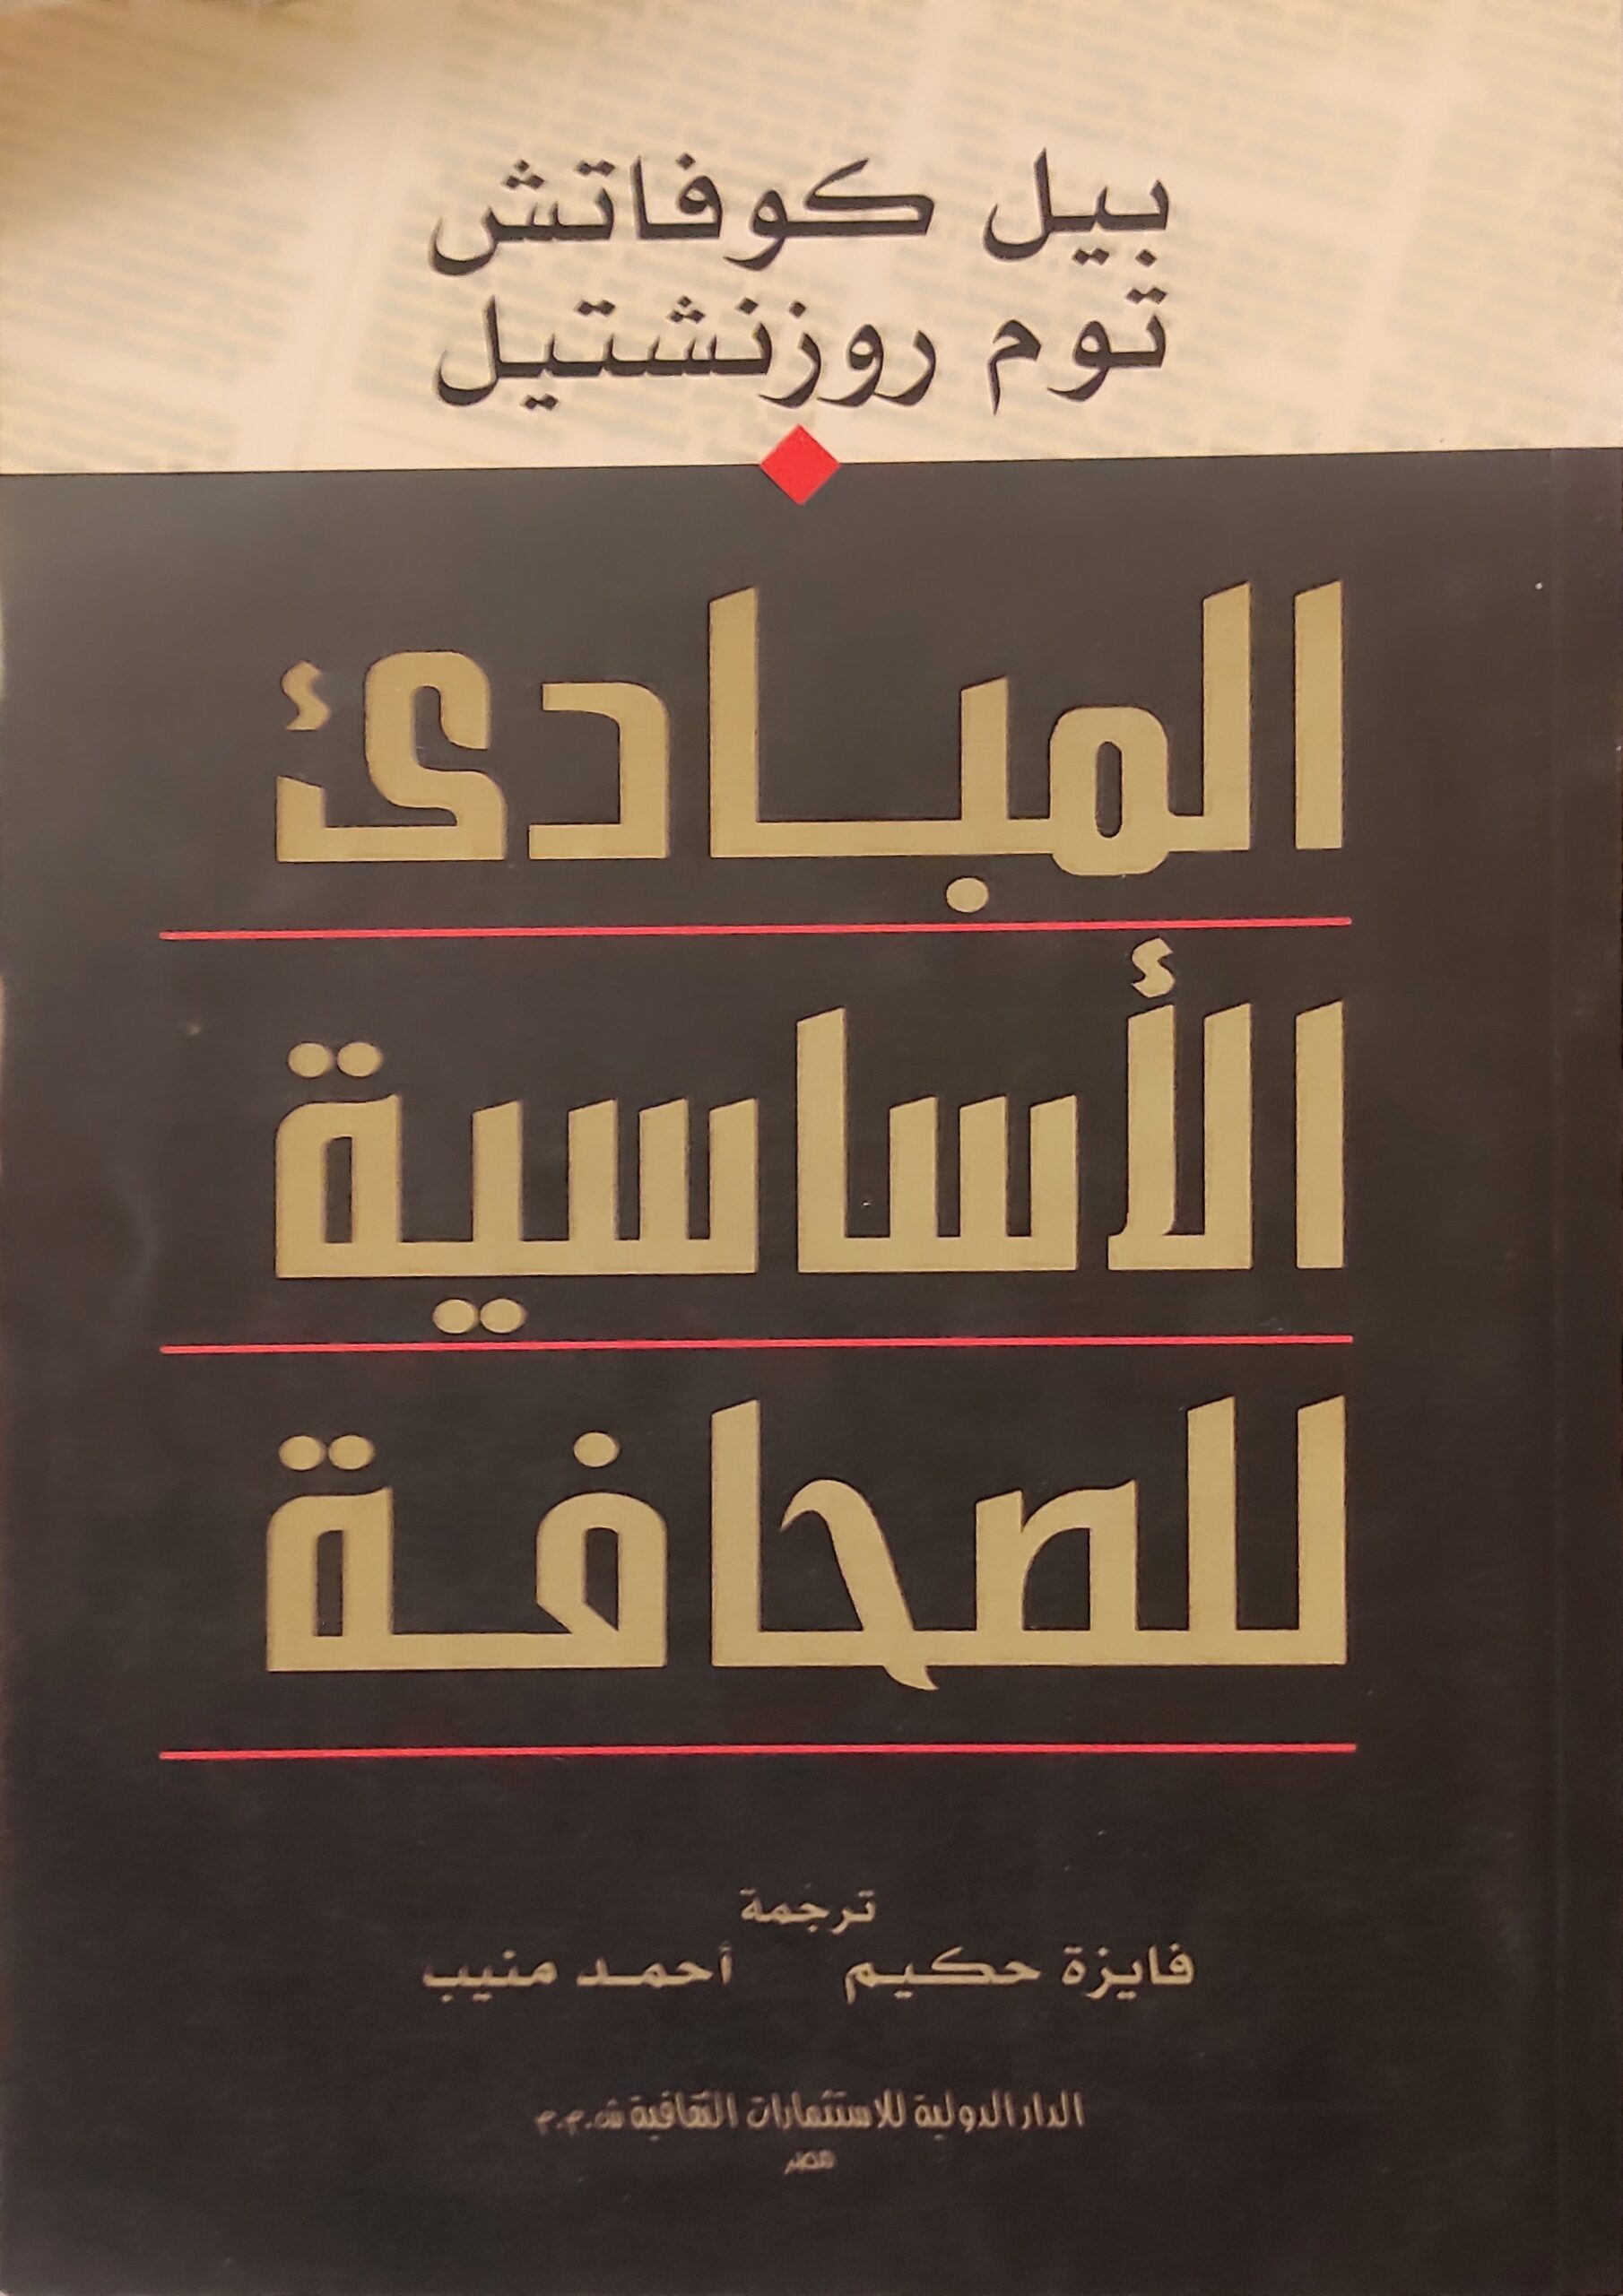 بيل كوفاتش
توم روزنشتيل
المبادئ
الأساسية
للصحافة
ترجمة
فايزة حكيم أحمد منيب
الدار الدولية للاستثمارات الثقافية ش.م.م
مصر